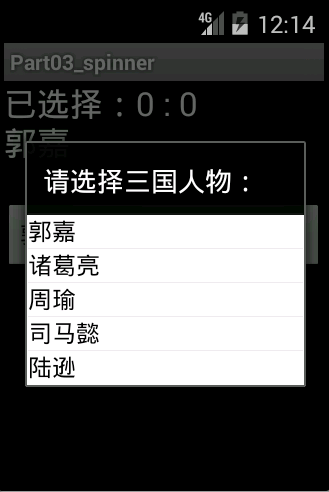 4G 12:14
Part03_spinner
已选择：0 : 0
郭嘉
请选择三国人物：
郭嘉
诸葛亮
周瑜
司马懿
陆逊